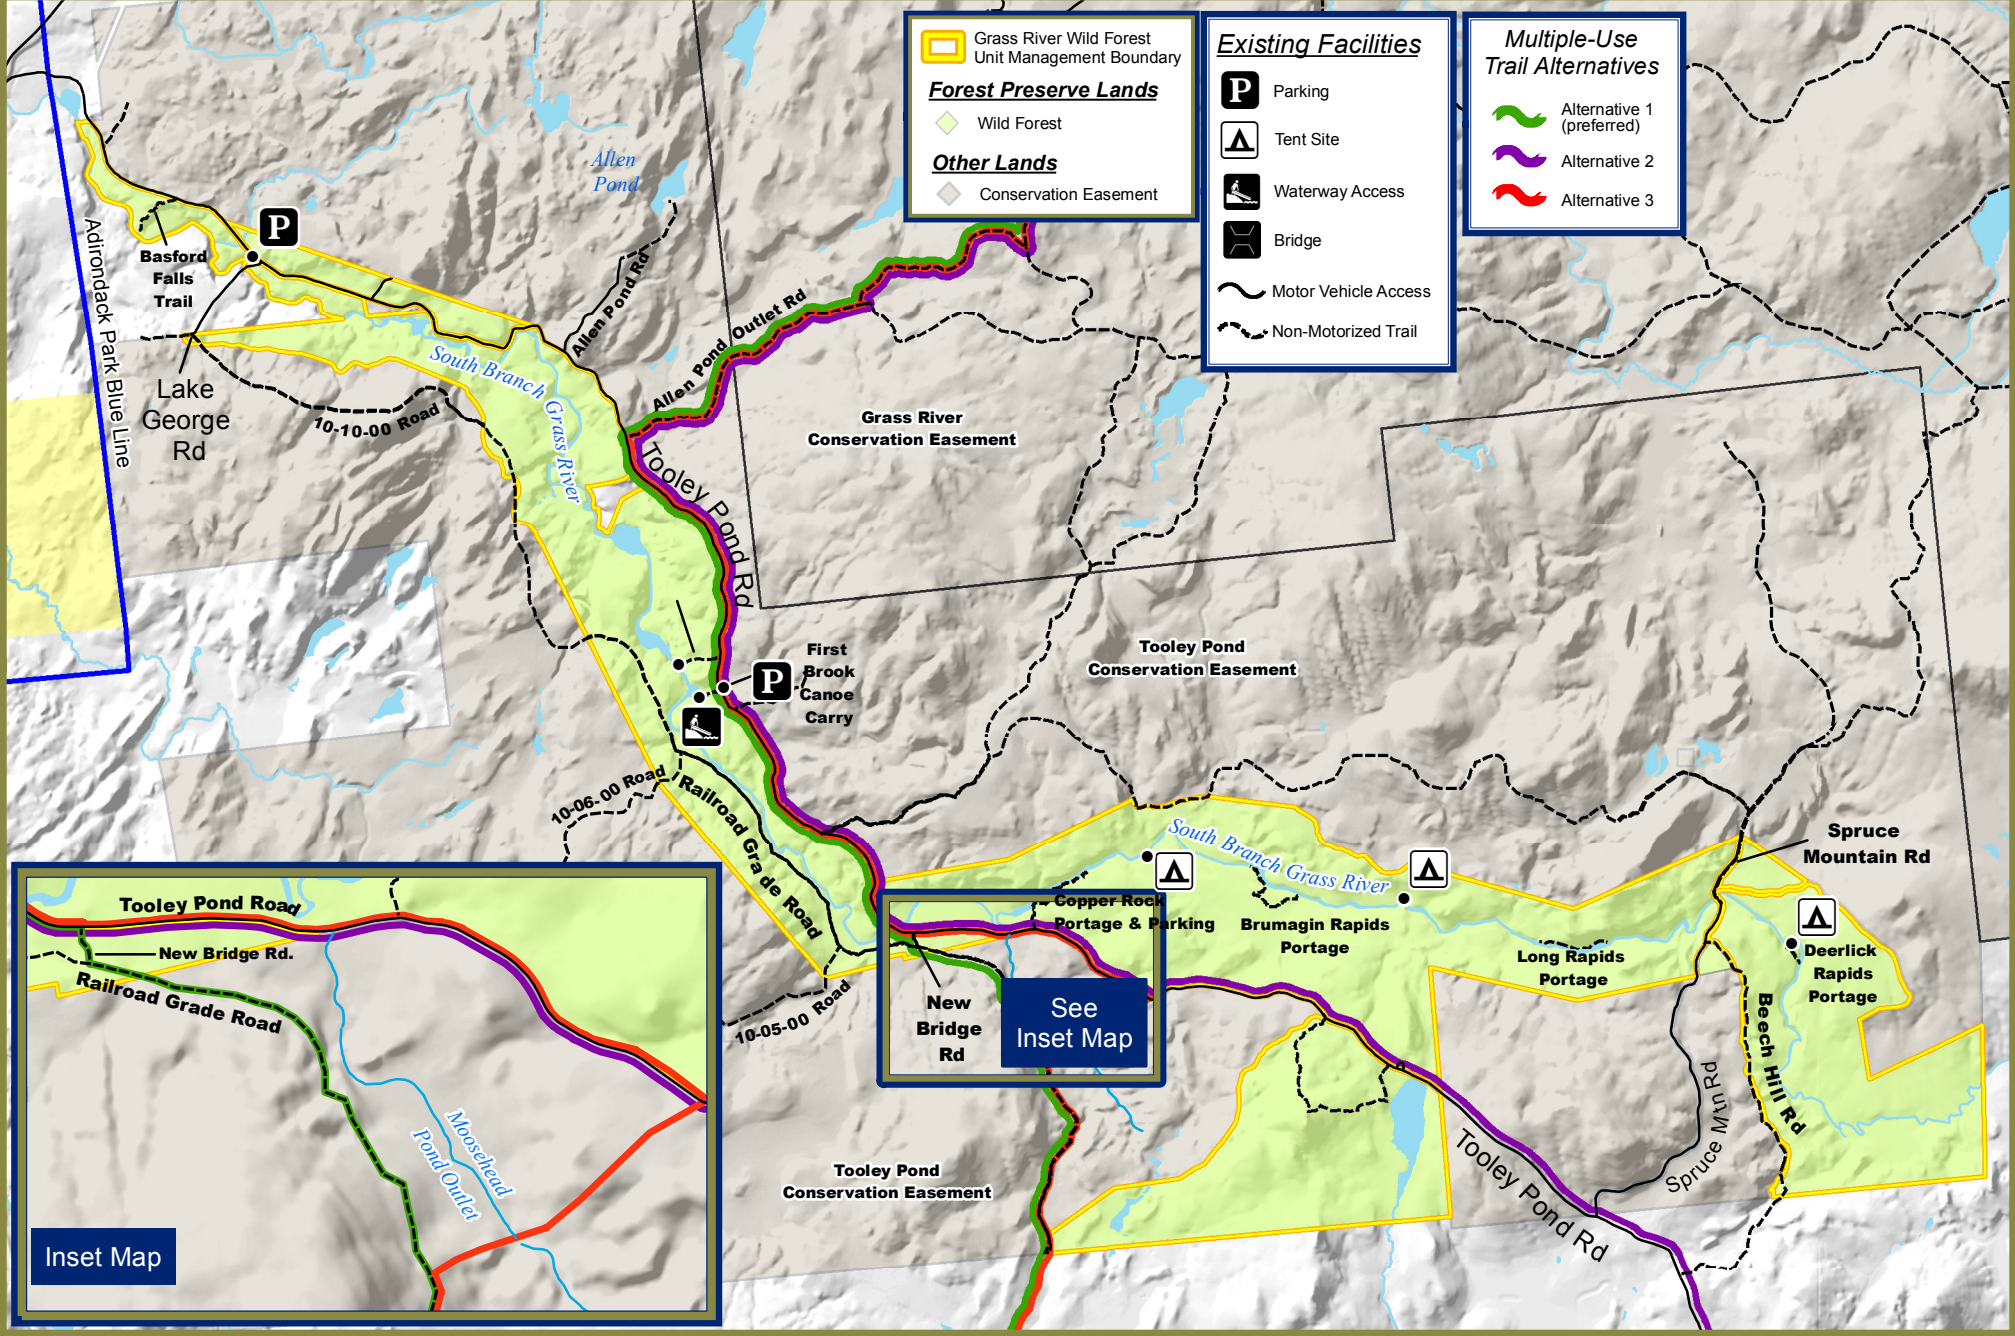 Grass River Wild Forest
Unit Management Boundary
Forest Preserve Lands
Wild Forest
Other Lands
Conservation Easement
Existing Facilities
P
Parking
Tent Site
Waterway Access
Bridge
Motor Vehicle Access
Non-Motorized Trail
Multiple-Use
Trail Alternatives
Alternative 1
(preferred)
Alternative 2
Alternative 3
Allen
Pond
P
Adirondack Park Blue Line
Basford
Falls
Trail
Allen Pond Rd
Allen Pond Outlet Rd
South Branch Grass River
Lake
George
Rd
10-10-00 Road
Grass River
Conservation Easement
Tooley Pond Rd
Tooley Pond
Conservation Easement
P
First
Brook
Canoe
Carry
10-06-00 Road
Railroad Grade Road
South Branch Grass River
Spruce
Mountain Rd
Copper Rock
Portage & Parking
Brumagin Rapids
Portage
Long Rapids
Portage
Deerlick
Rapids
Portage
10-05-00 Road
New
Bridge
Rd
See
Inset Map
Beech Hill Rd
Spruce Mtn Rd
Tooley Pond Rd
Tooley Pond
Conservation Easement
Tooley Pond Road
New Bridge Rd.
Railroad Grade Road
Moosehead
Pond Outlet
Inset Map